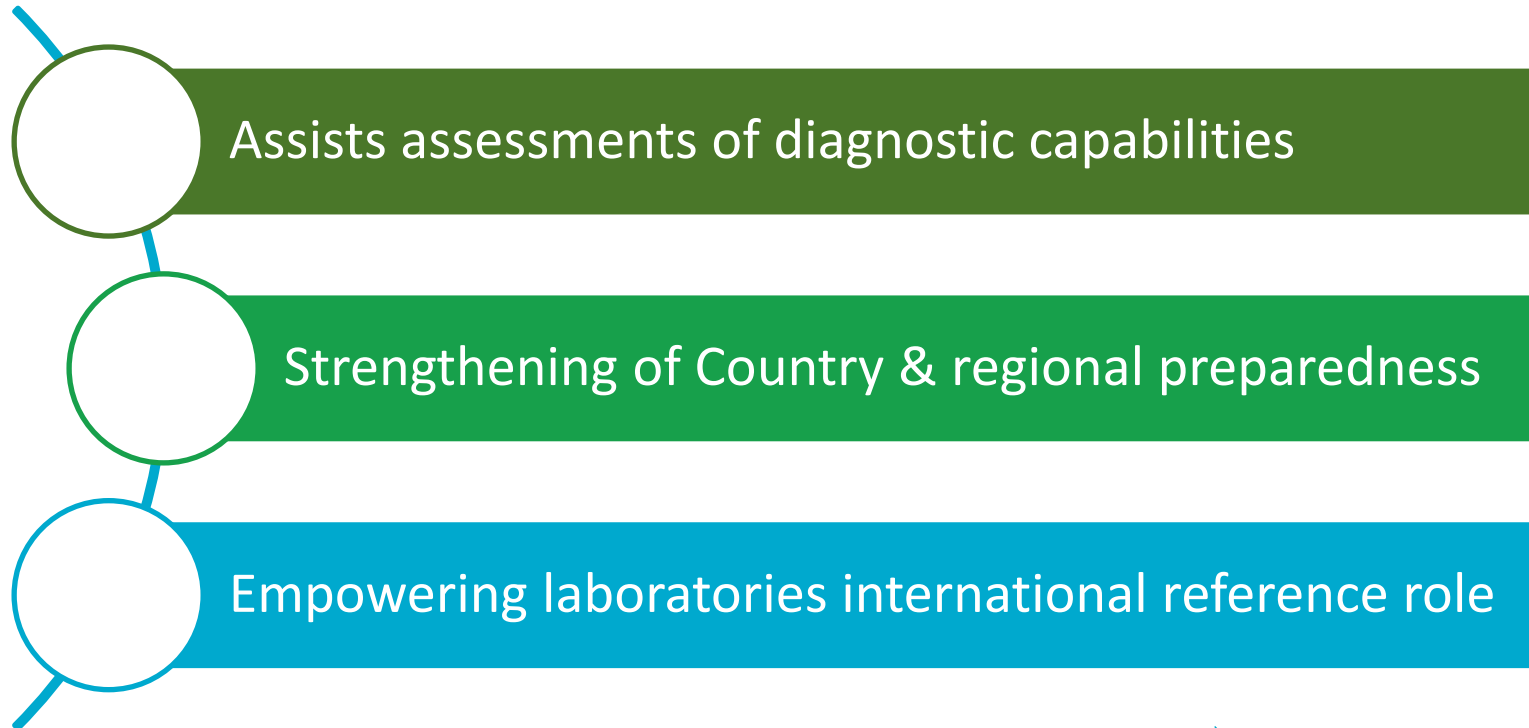 Assists assessments of diagnostic capabilities
Strengthening of Country & regional preparedness
Empowering laboratories international reference role